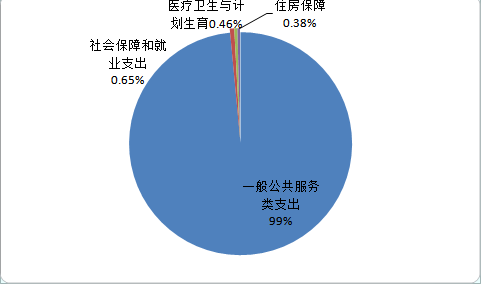 医疗卫生与计
划生育0.46%
住房保障
0.38%
社会保障和就
业支出
0.65%
一般公共服务
类支出
99%